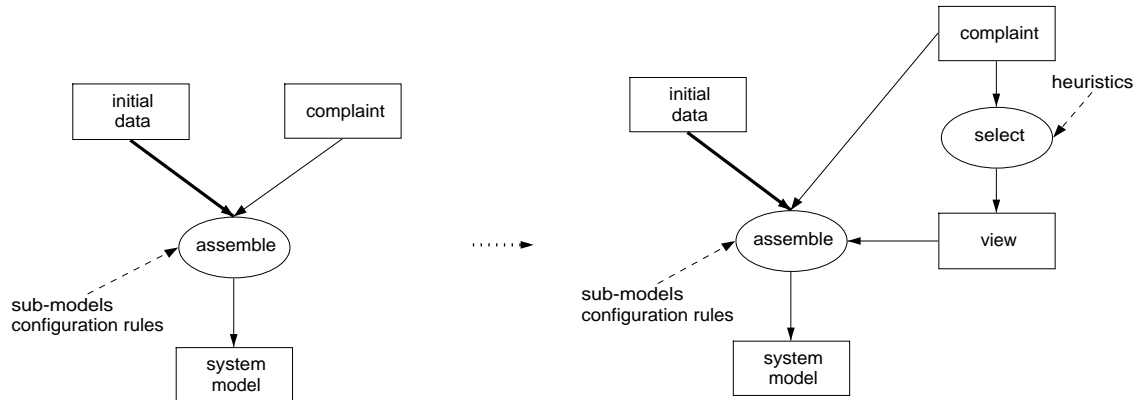 initial
data
complaint
assemble
sub-models
configuration rules
system
model
complaint
initial
data
heuristics
select
assemble
view
sub-models
configuration rules
system
model